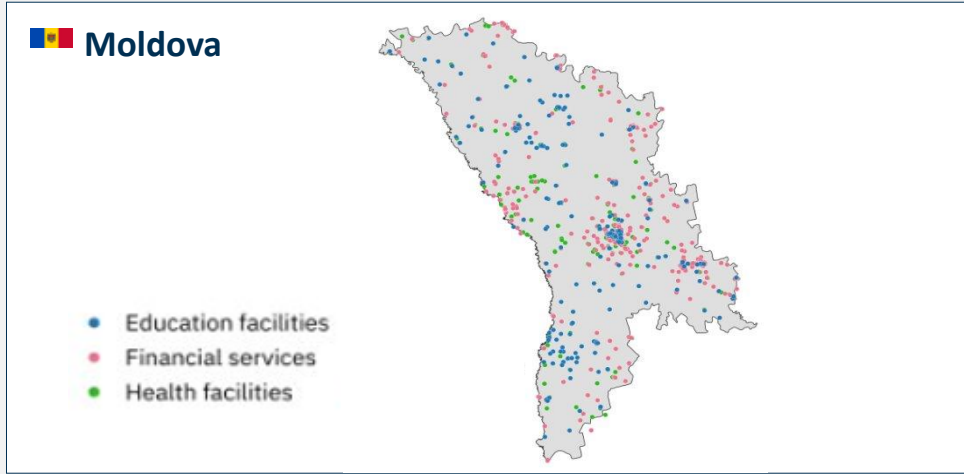 Moldova
Education facilities
Financial services
Health facilities